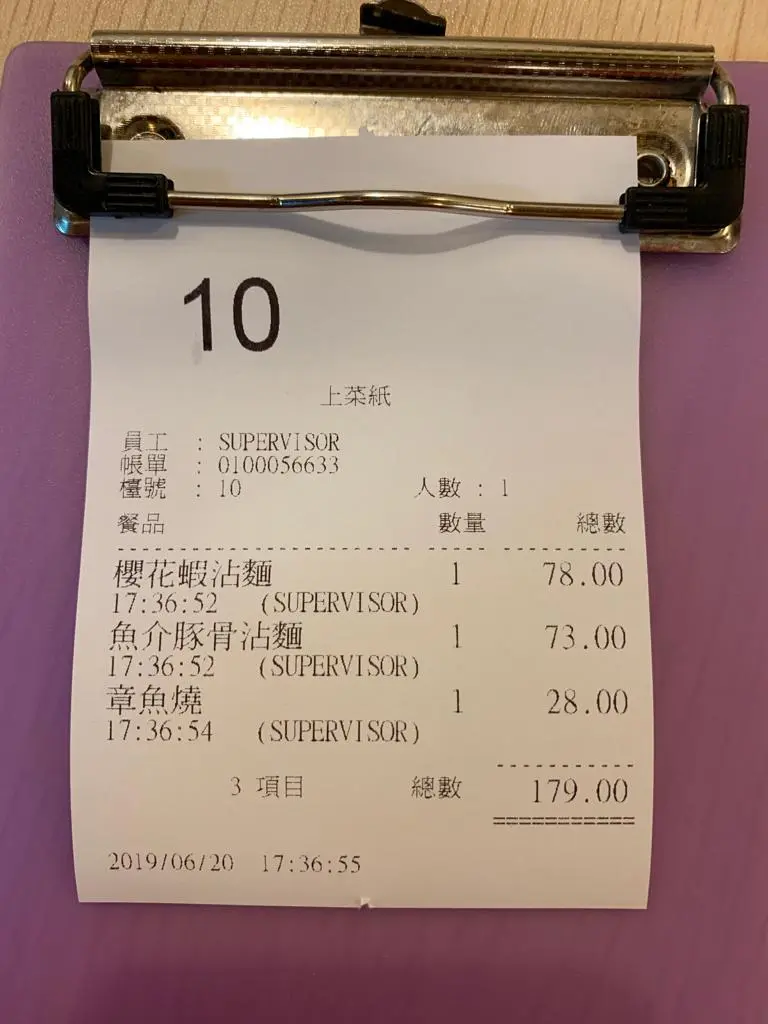 10
上菜紙
員工 : SUPERVISOR
帳單 : 0100056633
檯號 : 10 人數 : 1
餐品 數量 總數
櫻花蝦沾麵 1 78.00
17:36:52 (SUPERVISOR)
魚介豚骨沾麵 1 73.00
17:36:52 (SUPERVISOR)
章魚燒 1 28.00
17:36:54 (SUPERVISOR)
3 項目 總數 179.00
2019/06/20 17:36:55